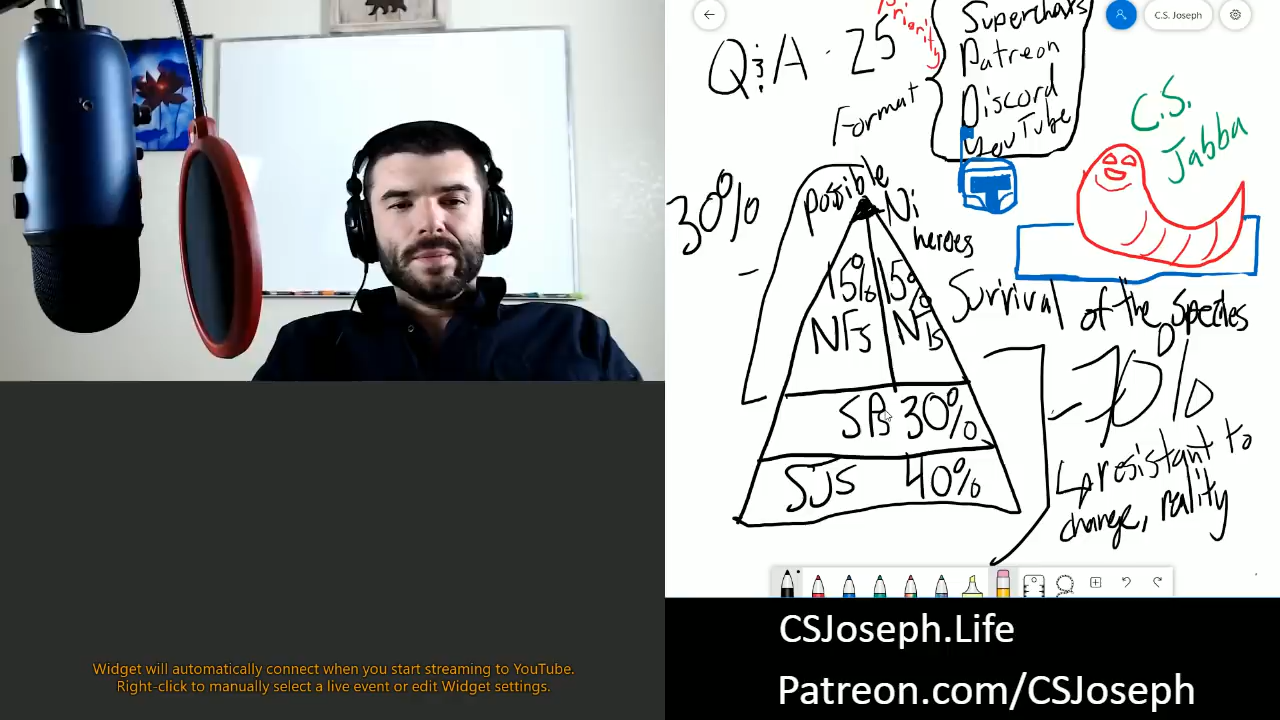 C.S. Joseph
Q&A - 25
Priority
Format
Superchats
Patreon
Discord
YouTube
C.S.
Jabba
30%
possible
Ni
heroes
15%
NFs
15%
NTs
Survival of the Species
SPs 30%
SJS 40%
70%
resistant to
change, reality
CSJoseph.Life
Patreon.com/CSJoseph
Widget will automatically connect when you start streaming to YouTube.
Right-click to manually select a live event or edit Widget settings.